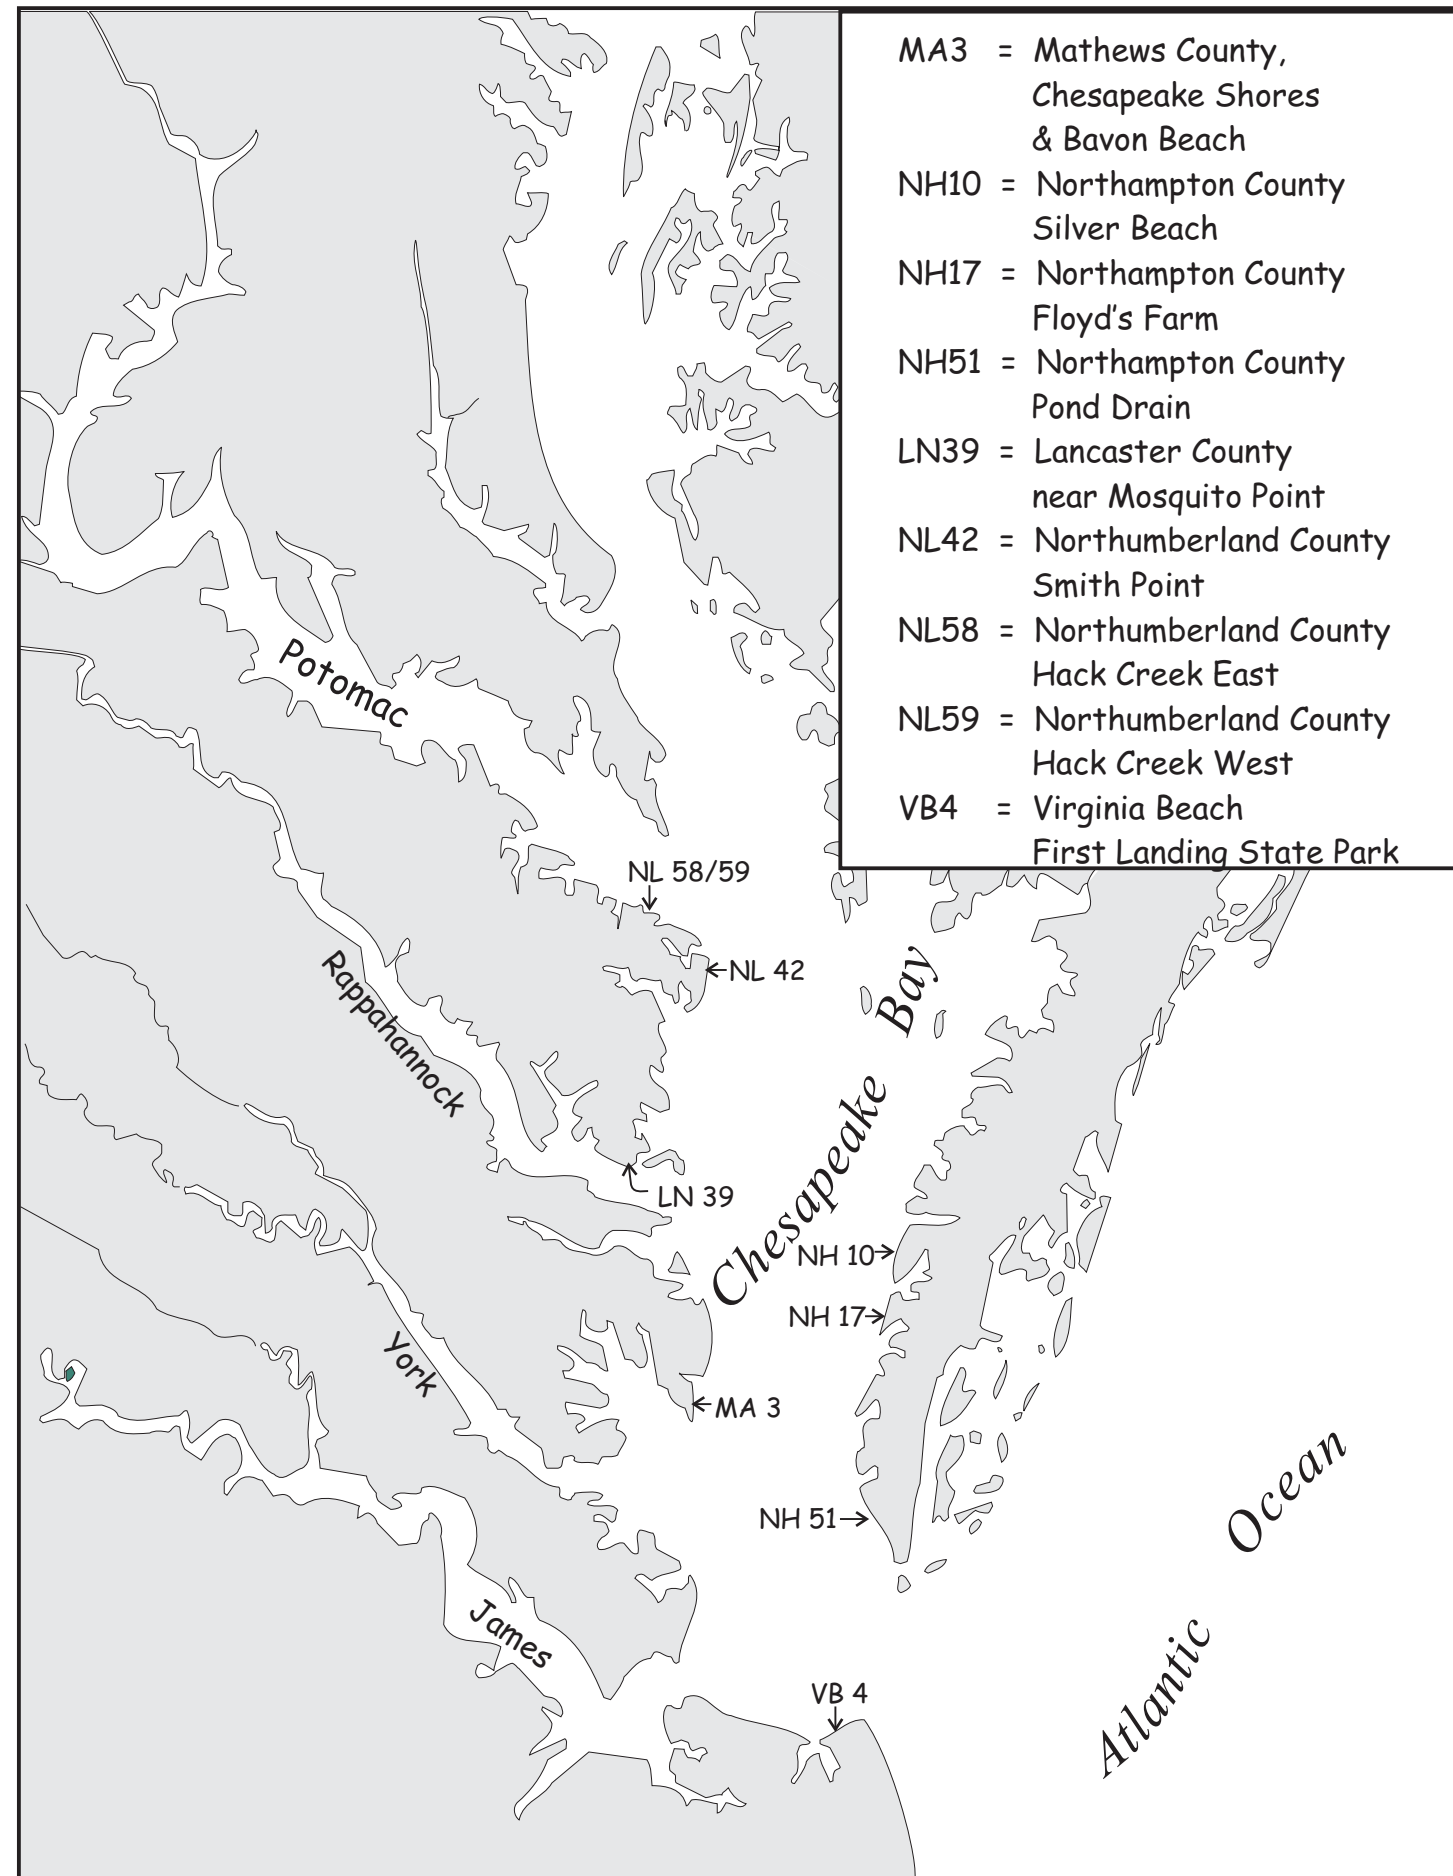 MA3 = Mathews County,
Chesapeake Shores
& Bavon Beach
NH10 = Northampton County
Silver Beach
NH17 = Northampton County
Floyd's Farm
NH51 = Northampton County
Pond Drain
LN39 = Lancaster County
near Mosquito Point
NL42 = Northumberland County
Smith Point
NL58 = Northumberland County
Hack Creek East
NL59 = Northumberland County
Hack Creek West
VB4 = Virginia Beach
First Landing State Park
Potomac
NL 58/59
NL 42
Rappahannock
Chesapeake Bay
LN 39
NH 10
NH 17
York
MA 3
NH 51
James
VB 4
Atlantic Ocean